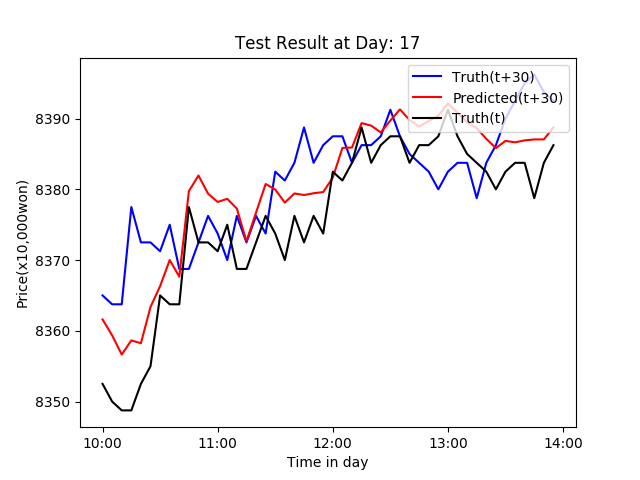 Test Result at Day: 17
Truth(t+30)
Predicted(t+30)
Truth(t)
8390
8380
8370
8360
8350
Price(x10,000won)
10:00 11:00 12:00 13:00 14:00
Time in day